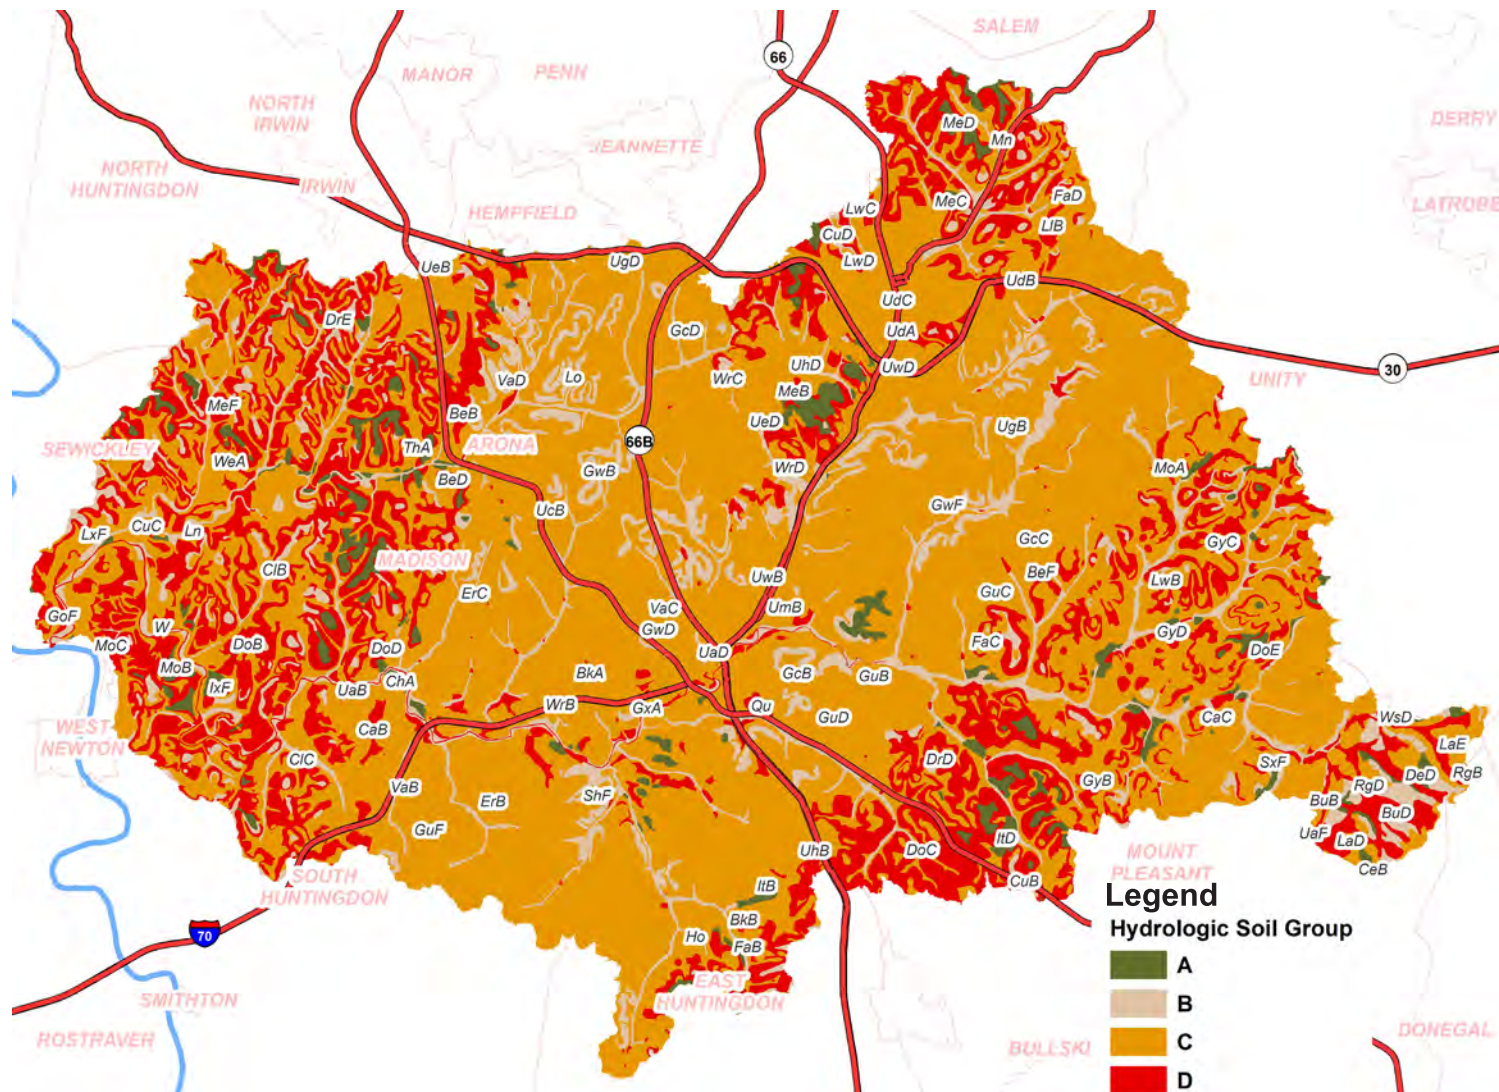 SALEM
66
MANOR
PENN
NORTH
IRWIN
DERRY
MeD
Mn
JEANNETTE
NORTH
HUNTINGDON
IRWIN
LATROBE
HEMPFIELD
LwC
MeC
FaD
CuD
LlB
LwD
UeB
UgD
UdB
UdC
DrE
GcD
UdA
VaD
Lo
WrC
UhD
UwD
30
UNITY
MeB
MeF
BeB
UeD
UgB
SEWICKLEY
ThA
ARONA
66B
WeA
BeD
GwB
WrD
MoA
UcB
GwF
LxF
CuC
Ln
MADISON
GcC
GyC
ClB
ErC
UwB
BeF
LwB
GuC
GoF
W
VaC
UmB
GwD
GyD
MoC
DoB
DoD
UaD
FaC
DoE
MoB
IxF
UaB
ChA
BkA
GcB
GuB
WrB
GxA
Qu
GuD
CaC
WsD
WEST
NEWTON
CaB
LaE
ClC
DrD
SxF
DeD
RgB
VaB
ErB
ShF
GyB
RgD
BuB
BuD
GuF
ItD
UaF
LaD
UhB
DoC
CeB
SOUTH
HUNTINGDON
CuB
MOUNT
PLEASANT
ItB
Legend
BkB
Hydrologic Soil Group
70
Ho
FaB
A
EAST
HUNTINGDON
SMITHTON
B
ROSTRAVER
BULLSKI
DONEGAL
C
D